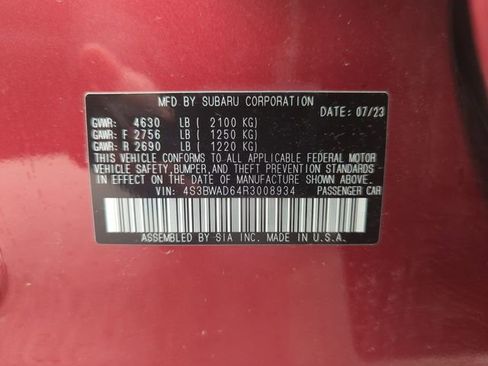 MFD BY SUBARU CORPORATION
DATE: 07/23
GVWR: 4630 LB ( 2100 KG)
GAWR: F 2756 LB ( 1250 KG)
GAWR: R 2690 LB ( 1220 KG)
THIS VEHICLE CONFORMS TO ALL APPLICABLE FEDERAL MOTOR
VEHICLE SAFETY, BUMPER, AND THEFT PREVENTION STANDARDS
IN EFFECT ON THE DATE OF MANUFACTURE SHOWN ABOVE.
VIN: 4S3BWAD64R3008934 PASSENGER CAR
ASSEMBLED BY SIA INC. MADE IN U.S.A.